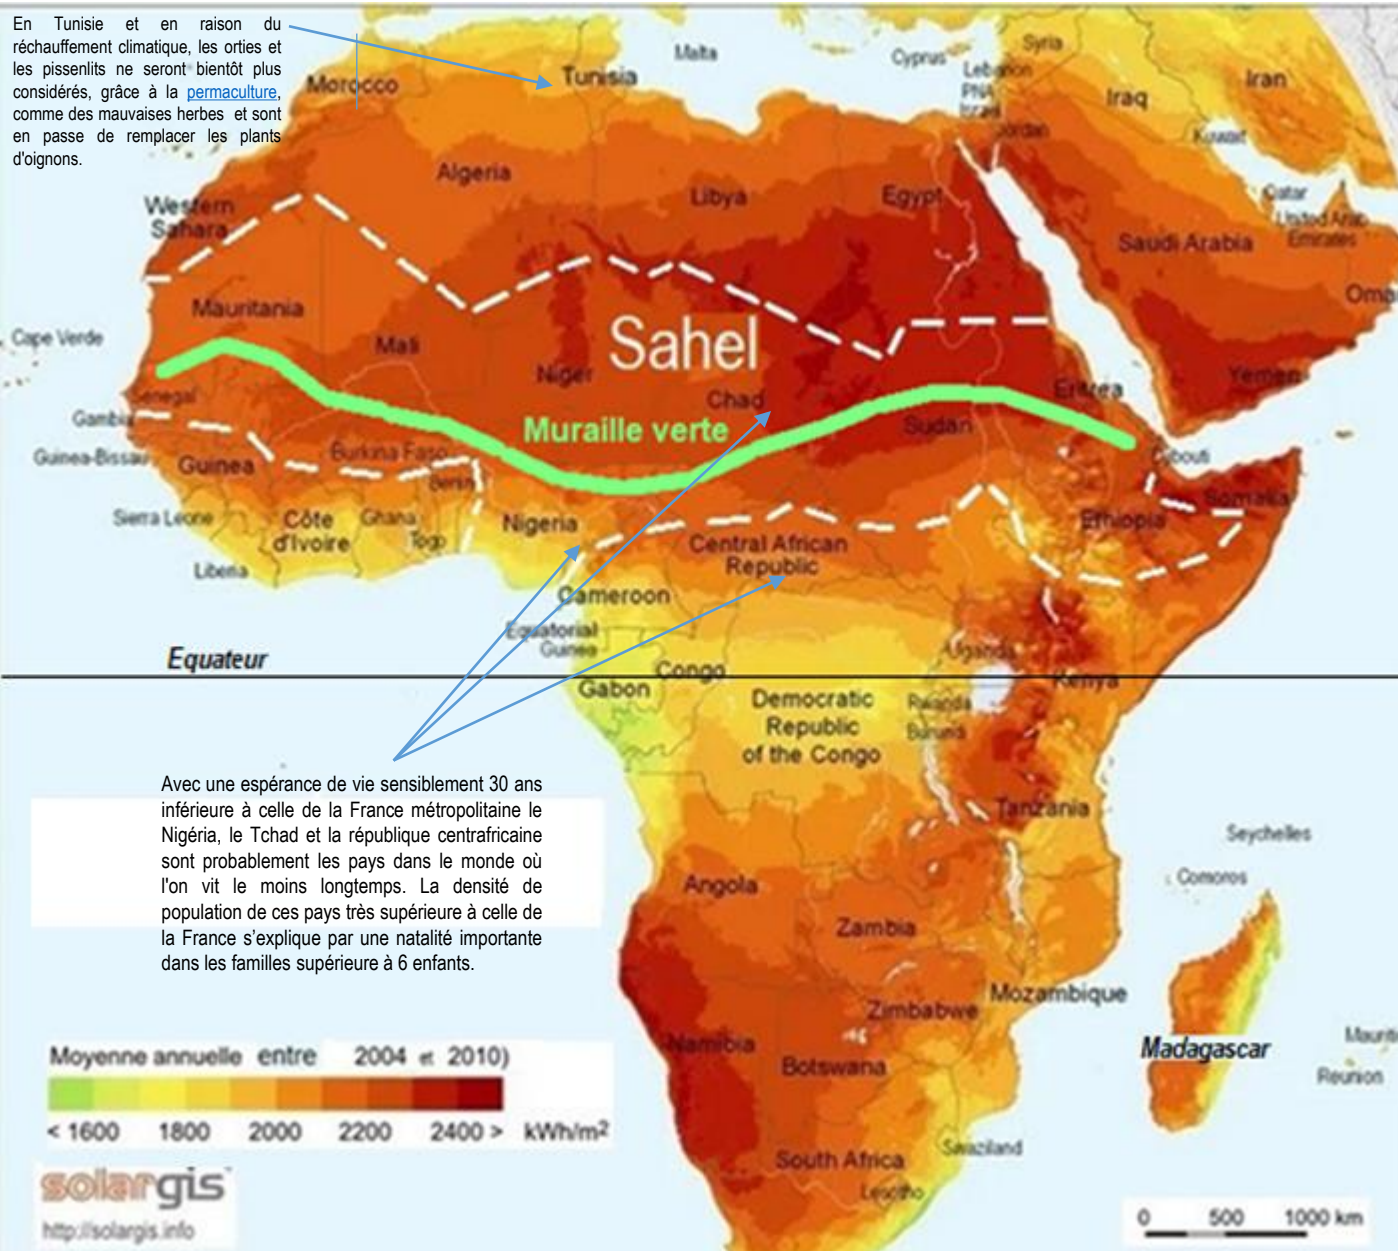 En Tunisie et en raison du
réchauffement climatique, les orties et
les pissenlits ne seront bientôt plus
considérés, grâce à la permaculture,
comme des mauvaises herbes et sont
en passe de remplacer les plants
d'oignons.
Malta
Cyprus
Syria
Lebanon
PNA
Israel
Jordan
Iraq
Iran
Kuwait
Morocco
Tunisia
Algeria
Libya
Egypt
Qatar
United Arab
Emirates
Saudi Arabia
Oma
Western
Sahara
Mauritania
Mali
Niger
Sahel
Chad
Sudan
Eritrea
Yemen
Cape Verde
Senegal
Gambia
Guinea-Bissau
Guinea
Burkina Faso
Benin
Muraille verte
Djibouti
Somalia
Ethiopia
Sierra Leone
Liberia
Côte
d'Ivoire
Ghana
Togo
Nigeria
Central African
Republic
Cameroon
Equatorial
Guinea
Equateur
Gabon
Congo
Democratic
Republic
of the Congo
Uganda
Kenya
Rwanda
Burundi
Tanzania
Seychelles
Comoros
Avec une espérance de vie sensiblement 30 ans
inférieure à celle de la France métropolitaine le
Nigéria, le Tchad et la république centrafricaine
sont probablement les pays dans le monde où
l'on vit le moins longtemps. La densité de
population de ces pays très supérieure à celle de
la France s’explique par une natalité importante
dans les familles supérieure à 6 enfants.
Angola
Zambia
Zimbabwe
Mozambique
Namibia
Botswana
Madagascar
Maurit
Reunion
Swaziland
South Africa
Lesotho
Moyenne annuelle entre 2004 et 2010)
< 1600 1800 2000 2200 2400 > kWh/m²
solargis
http://solargis.info
0 500 1000 km